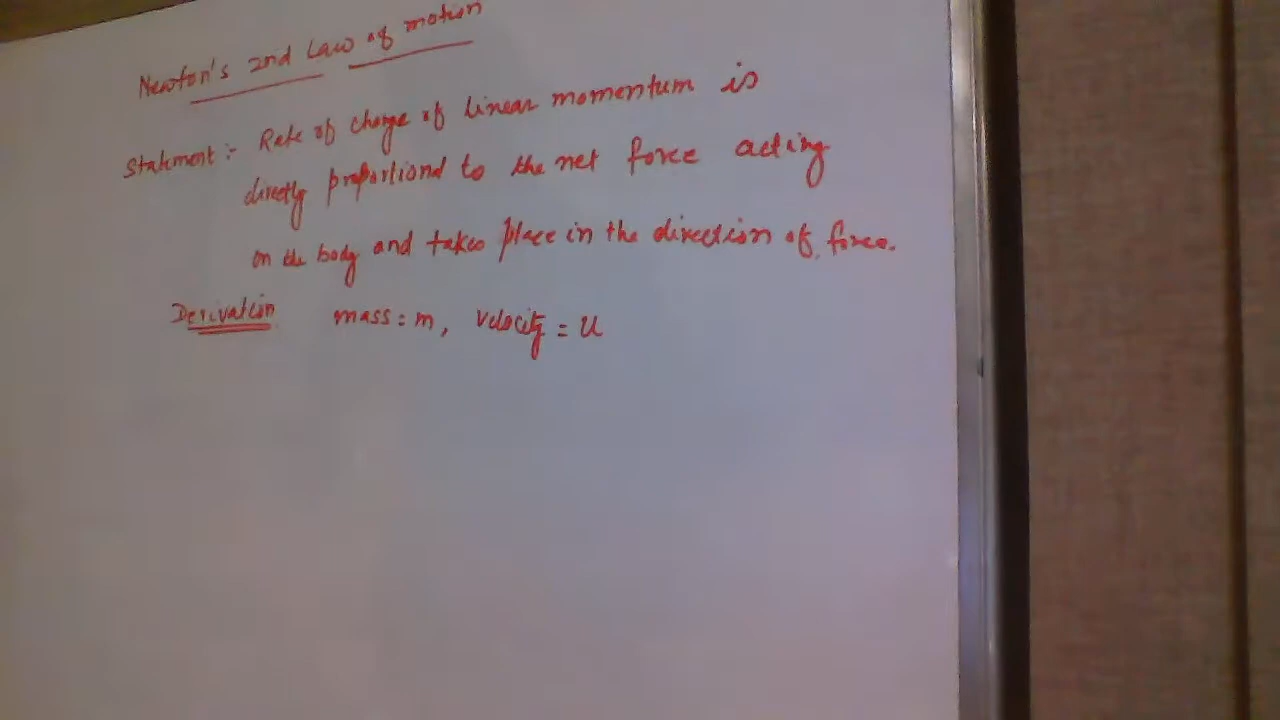 Newton's 2nd Law of motion
Statement :- Rate of change of linear momentum is
directly proportional to the net force acting
on the body and takes place in the direction of force.
Derivation mass = m, velocity = u